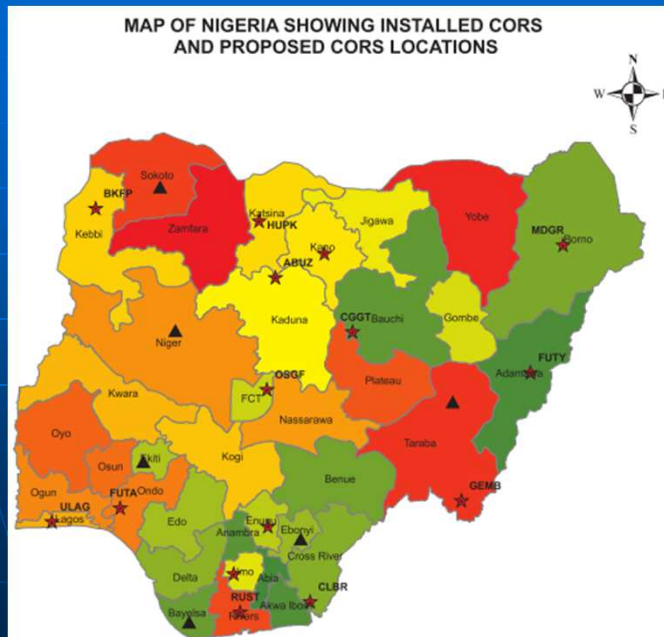 MAP OF NIGERIA SHOWING INSTALLED CORS
AND PROPOSED CORS LOCATIONS
N
W
S
Sokoto
BKFP
Kebbi
Zamfara
Katsina
HUPK
Jigawa
Kano
Yobe
MDGR
Borno
ABUZ
Kaduna
CGGT
Bauchi
Gombe
Niger
FUTY
Adamawa
OSGF
FCT
Plateau
Kwara
Nassarawa
Taraba
Oyo
Kogi
Osun
Ekiti
Benue
GEMB
Ogun
FUTA
Ondo
ULAG
Lagos
Edo
Enugu
Anambra
Ebonyi
Cross River
Delta
Imo
Abia
CLBR
RUST
Akwa Ibom
Bayelsa
Rivers